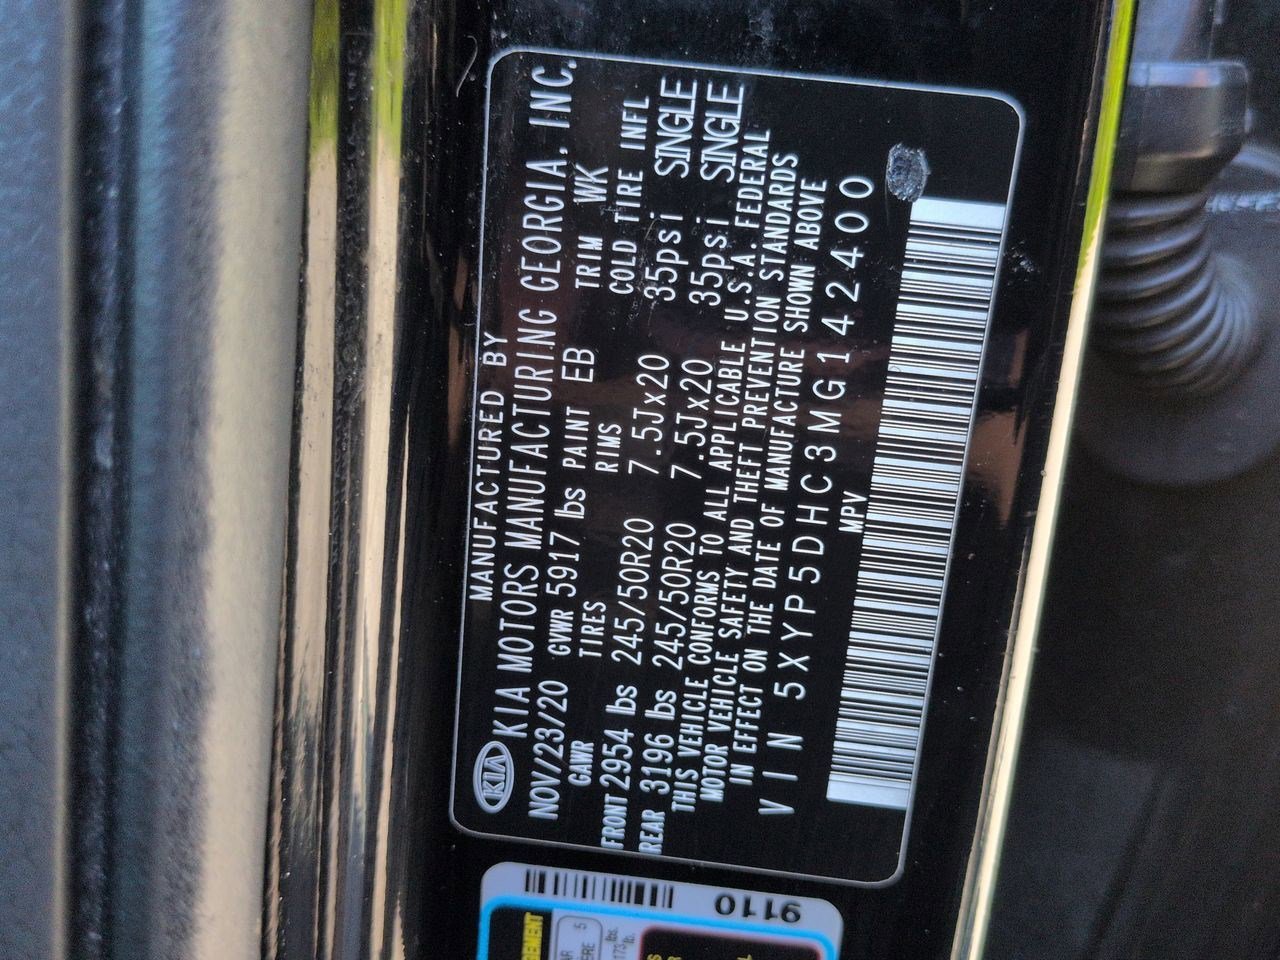 MANUFACTURED BY
KIA KIA MOTORS MANUFACTURING GEORGIA, INC.
NOV/23/20 GVWR 5917 lbs PAINT EB TRIM WK
GAWR TIRES RIMS COLD TIRE INFL
FRONT 2954 lbs 245/50R20 7.5Jx20 35psi SINGLE
REAR 3196 lbs 245/50R20 7.5Jx20 35psi SINGLE
THIS VEHICLE CONFORMS TO ALL APPLICABLE U.S.A. FEDERAL
MOTOR VEHICLE SAFETY AND THEFT PREVENTION STANDARDS
IN EFFECT ON THE DATE OF MANUFACTURE SHOWN ABOVE
VIN 5XYP5DHC3MG142400
MPV
9110